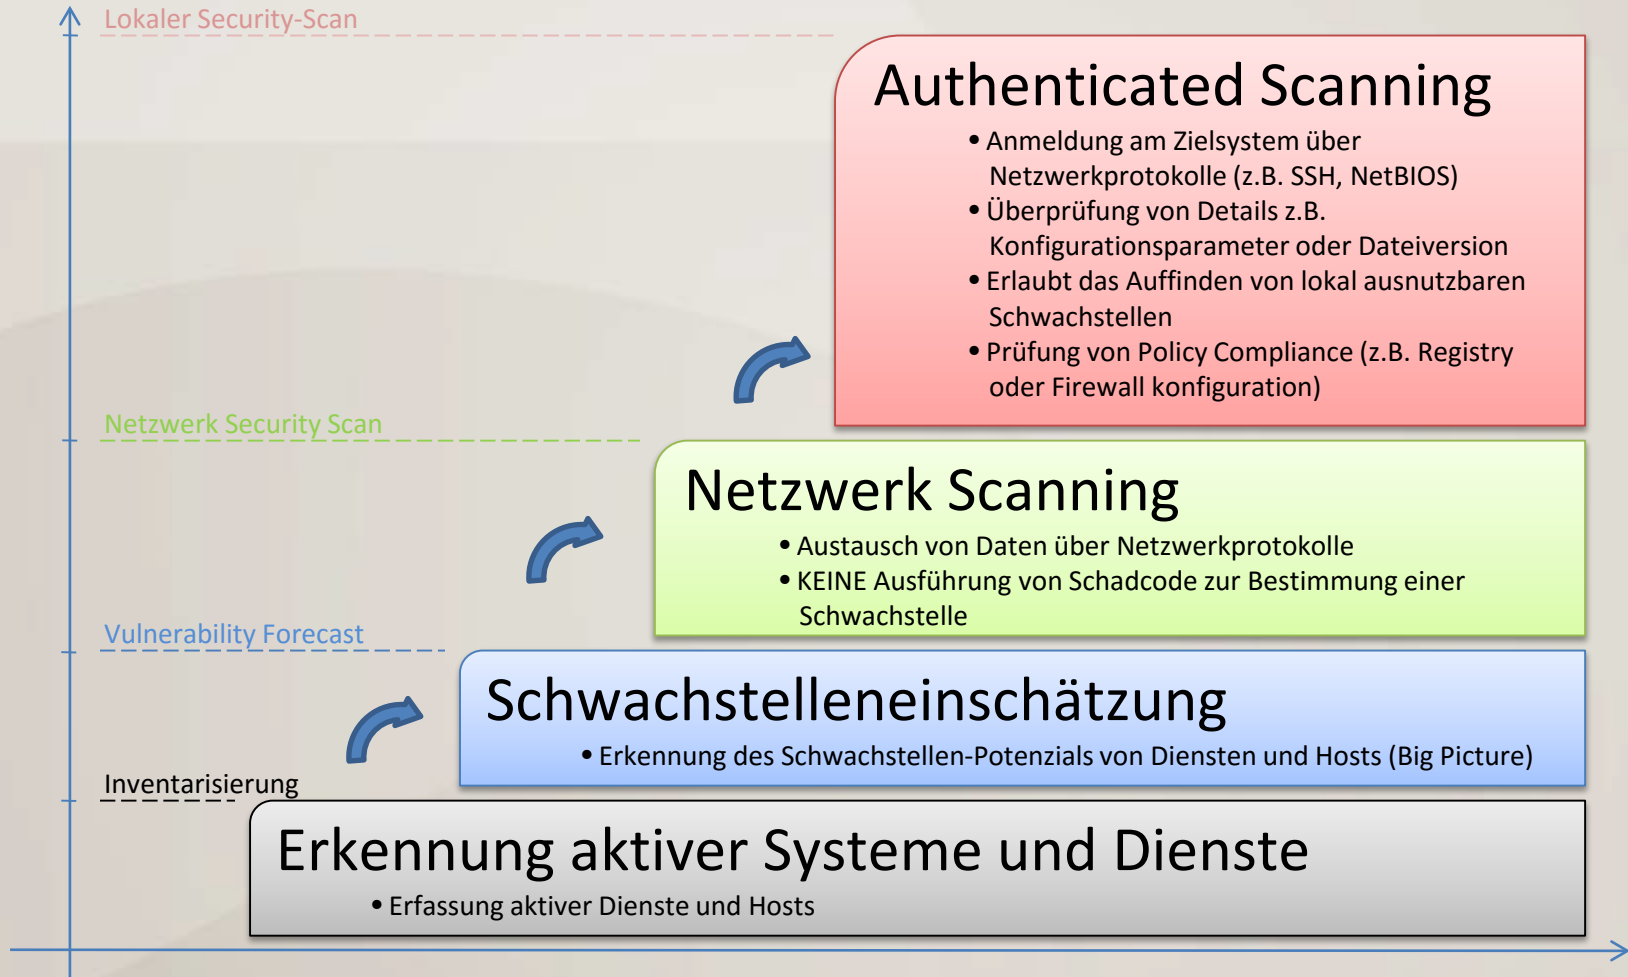 Lokaler Security-Scan
Authenticated Scanning
• Anmeldung am Zielsystem über
Netzwerkprotokolle (z.B. SSH, NetBIOS)
• Überprüfung von Details z.B.
Konfigurationsparameter oder Dateiversion
• Erlaubt das Auffinden von lokal ausnutzbaren
Schwachstellen
• Prüfung von Policy Compliance (z.B. Registry
oder Firewall konfiguration)
Netzwerk Security Scan
Netzwerk Scanning
• Austausch von Daten über Netzwerkprotokolle
• KEINE Ausführung von Schadcode zur Bestimmung einer
Schwachstelle
Vulnerability Forecast
Schwachstelleneinschätzung
• Erkennung des Schwachstellen-Potenzials von Diensten und Hosts (Big Picture)
Inventarisierung
Erkennung aktiver Systeme und Dienste
• Erfassung aktiver Dienste und Hosts